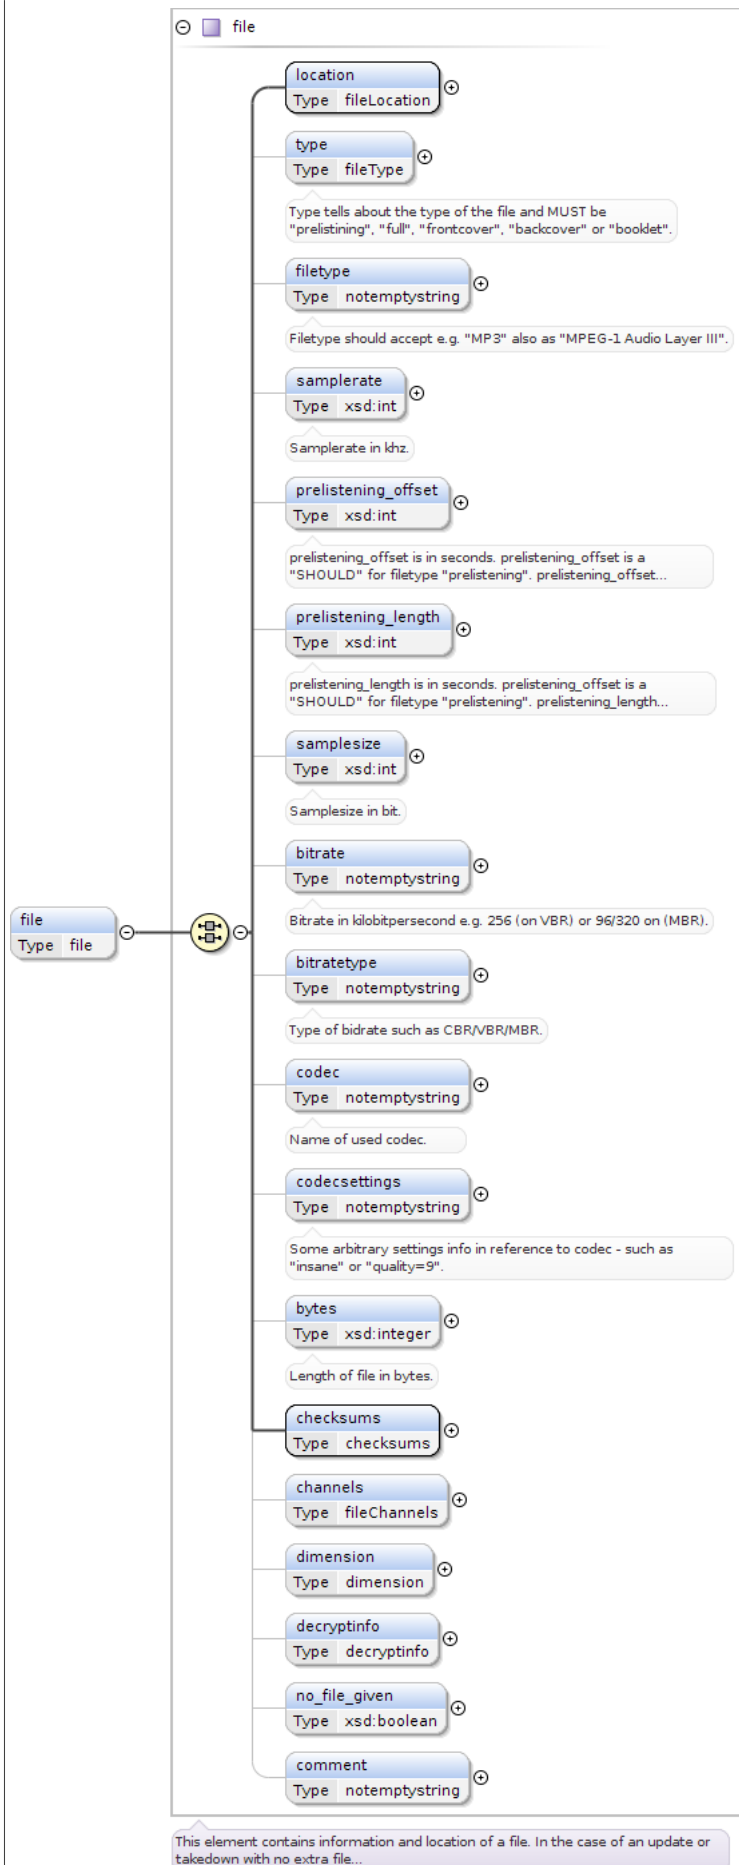 file
location
Type fileLocation
type
Type fileType
Type tells about the type of the file and MUST be
"prelistining", "full", "frontcover", "backcover" or "booklet".
filetype
Type notemptystring
Filetype should accept e.g. "MP3" also as "MPEG-1 Audio Layer III".
samplerate
Type xsd:int
Samplerate in khz.
prelistening_offset
Type xsd:int
prelistening_offset is in seconds. prelistening_offset is a
"SHOULD" for filetype "prelistening". prelistening_offset...
prelistening_length
Type xsd:int
prelistening_length is in seconds. prelistening_offset is a
"SHOULD" for filetype "prelistening". prelistening_length...
samplesize
Type xsd:int
Samplesize in bit.
bitrate
Type notemptystring
file
Type file
Bitrate in kilobitpersecond e.g. 256 (on VBR) or 96/320 on (MBR).
bitratetype
Type notemptystring
Type of bidrate such as CBR/VBR/MBR.
codec
Type notemptystring
Name of used codec.
codecsettings
Type notemptystring
Some arbitrary settings info in reference to codec - such as
"insane" or "quality=9".
bytes
Type xsd:integer
Length of file in bytes.
checksums
Type checksums
channels
Type fileChannels
dimension
Type dimension
decryptinfo
Type decryptinfo
no_file_given
Type xsd:boolean
comment
Type notemptystring
This element contains information and location of a file. In the case of an update or
takedown with no extra file...